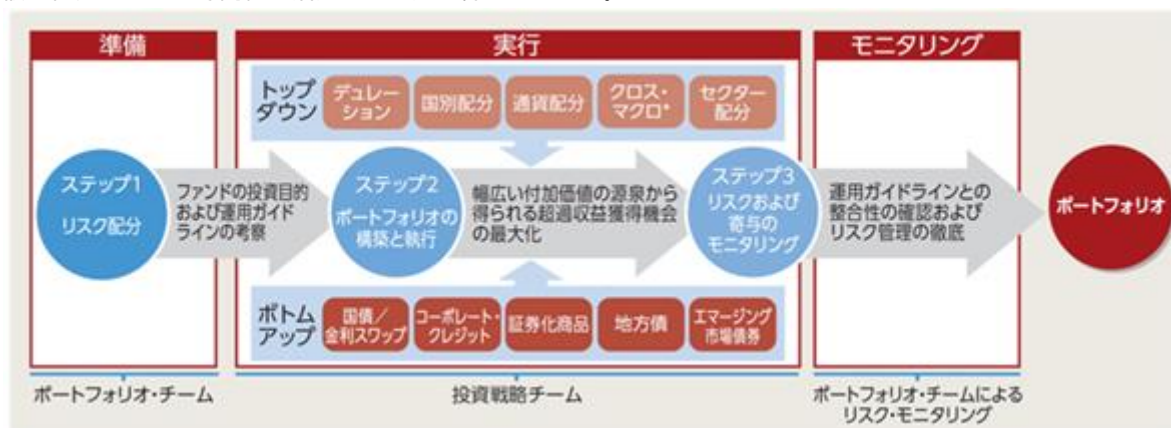 準備
実行
モニタリング
トップ
ダウン
デュレー
ション
国別配分
通貨配分
クロス・
マクロ*
セクター
配分
ステップ1
リスク配分
ファンドの投資目的
および運用ガイド
ラインの考察
ステップ2
ポートフォリオの
構築と執行
幅広い付加価値の源泉から
得られる超過収益獲得機会
の最大化
ステップ3
リスクおよび
寄与の
モニタリング
運用ガイドラインとの
整合性の確認および
リスク管理の徹底
ポートフォリオ
ボトム
アップ
国債/
金利スワップ
コーポレート・
クレジット
証券化商品
地方債
エマージング
市場債券
ポートフォリオ・チーム
投資戦略チーム
ポートフォリオ・チームによる
リスク・モニタリング